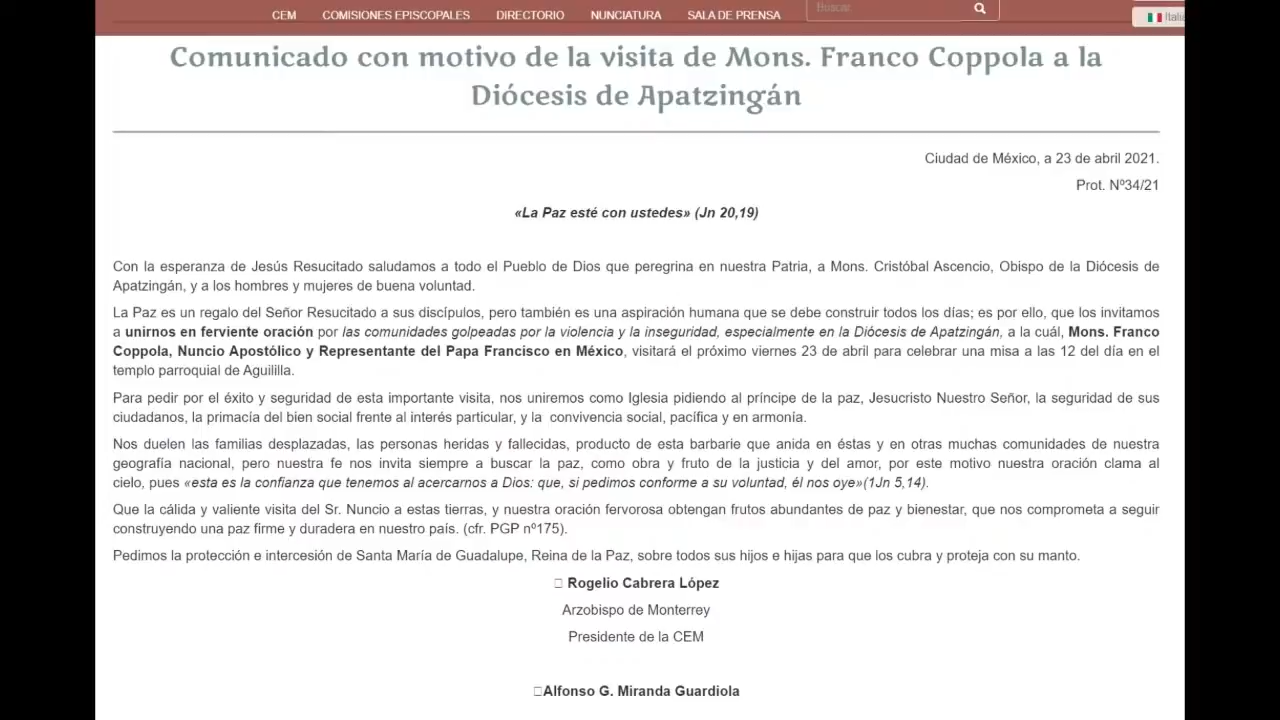 CEM COMISIONES EPISCOPALES DIRECTORIO NUNCIATURA SALA DE PRENSA Buscar
Comunicado con motivo de la visita de Mons. Franco Coppola a la
Diócesis de Apatzingán
Ciudad de México, a 23 de abril 2021.
Prot. Nº34/21
«La Paz esté con ustedes» (Jn 20,19)
Con la esperanza de Jesús Resucitado saludamos a todo el Pueblo de Dios que peregrina en nuestra Patria, a Mons. Cristóbal Ascencio, Obispo de la Diócesis de
Apatzingán, y a los hombres y mujeres de buena voluntad.
La Paz es un regalo del Señor Resucitado a sus discípulos, pero también es una aspiración humana que se debe construir todos los días; es por ello, que los invitamos
a unirnos en ferviente oración por las comunidades golpeadas por la violencia y la inseguridad, especialmente en la Diócesis de Apatzingán, a la cuál, Mons. Franco
Coppola, Nuncio Apostólico y Representante del Papa Francisco en México, visitará el próximo viernes 23 de abril para celebrar una misa a las 12 del día en el
templo parroquial de Aguililla.
Para pedir por el éxito y seguridad de esta importante visita, nos uniremos como Iglesia pidiendo al príncipe de la paz, Jesucristo Nuestro Señor, la seguridad de sus
ciudadanos, la primacía del bien social frente al interés particular, y la convivencia social, pacífica y en armonía.
Nos duelen las familias desplazadas, las personas heridas y fallecidas, producto de esta barbarie que anida en éstas y en otras muchas comunidades de nuestra
geografía nacional, pero nuestra fe nos invita siempre a buscar la paz, como obra y fruto de la justicia y del amor, por este motivo nuestra oración clama al
cielo, pues «esta es la confianza que tenemos al acercarnos a Dios: que, si pedimos conforme a su voluntad, él nos oye»(1Jn 5,14).
Que la cálida y valiente visita del Sr. Nuncio a estas tierras, y nuestra oración fervorosa obtengan frutos abundantes de paz y bienestar, que nos comprometa a seguir
construyendo una paz firme y duradera en nuestro país. (cfr. PGP nº175).
Pedimos la protección e intercesión de Santa María de Guadalupe, Reina de la Paz, sobre todos sus hijos e hijas para que los cubra y proteja con su manto.
Rogelio Cabrera López
Arzobispo de Monterrey
Presidente de la CEM
Alfonso G. Miranda Guardiola